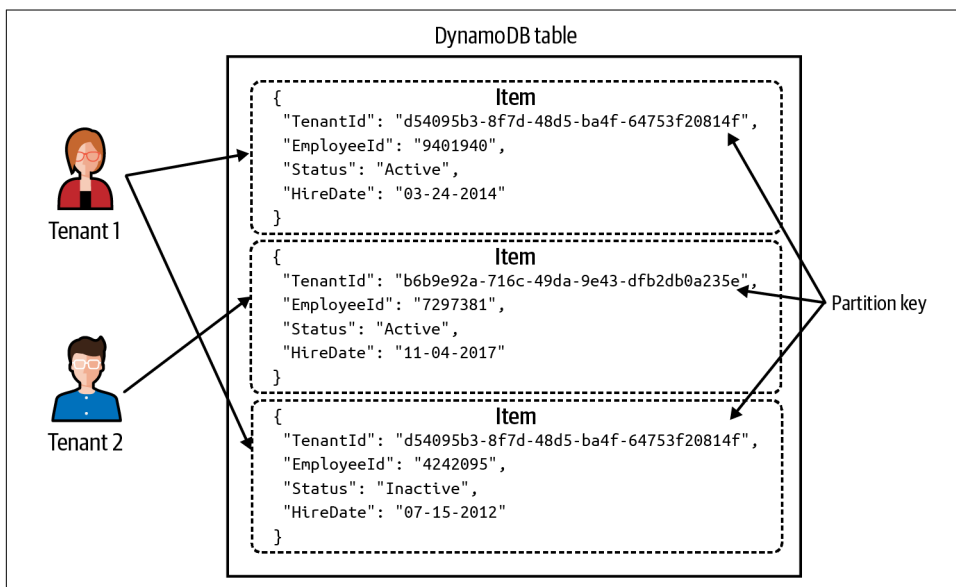 DynamoDB table
Item
{
"TenantId": "d54095b3-8f7d-48d5-ba4f-64753f20814f",
"EmployeeId": "9401940",
"Status": "Active",
"HireDate": "03-24-2014"
}
Tenant 1
Item
{
"TenantId": "b6b9e92a-716c-49da-9e43-dfb2db0a235e",
"EmployeeId": "7297381",
"Status": "Active",
"HireDate": "11-04-2017"
}
Partition key
Tenant 2
Item
{
"TenantId": "d54095b3-8f7d-48d5-ba4f-64753f20814f",
"EmployeeId": "4242095",
"Status": "Inactive",
"HireDate": "07-15-2012"
}